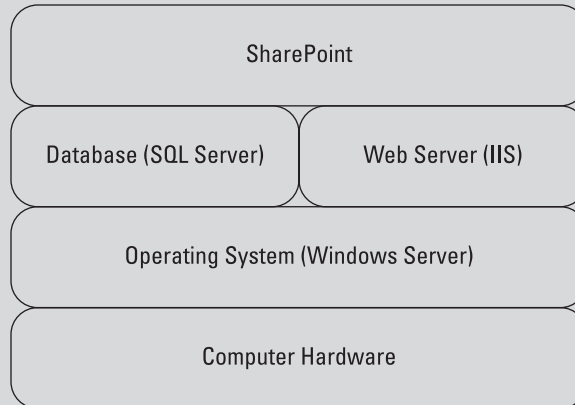 SharePoint
Database (SQL Server)
Web Server (IIS)
Operating System (Windows Server)
Computer Hardware